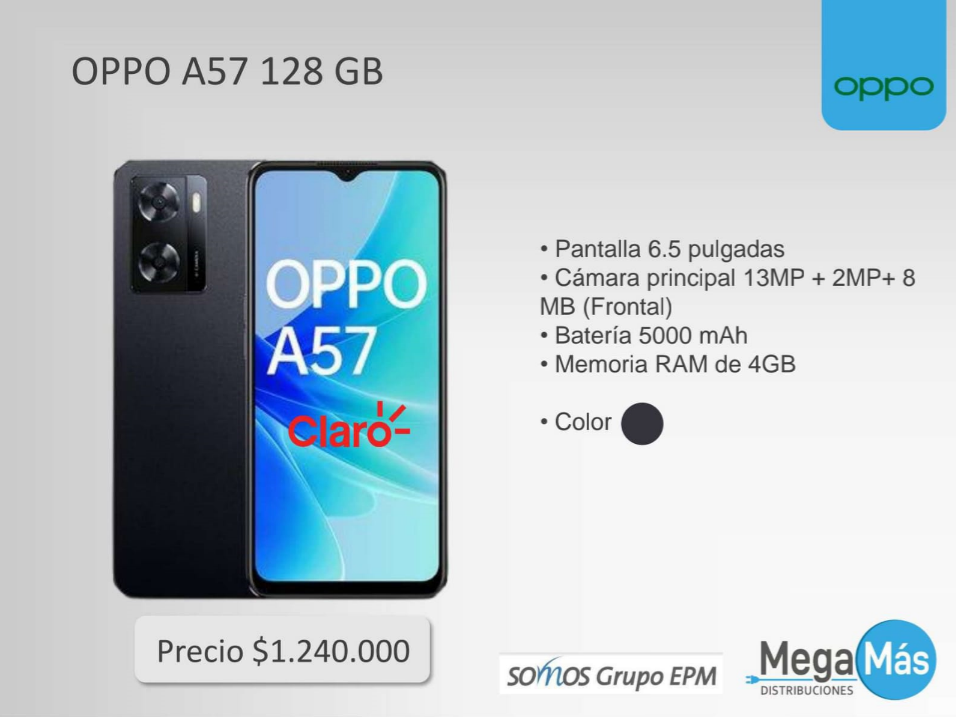 OPPO A57 128 GB
oppo
OPPO
A57
Claro
• Pantalla 6.5 pulgadas
• Cámara principal 13MP + 2MP+ 8
MB (Frontal)
• Batería 5000 mAh
• Memoria RAM de 4GB
• Color
Precio $1.240.000
SOMOS Grupo EPM
Mega Más
DISTRIBUCIONES